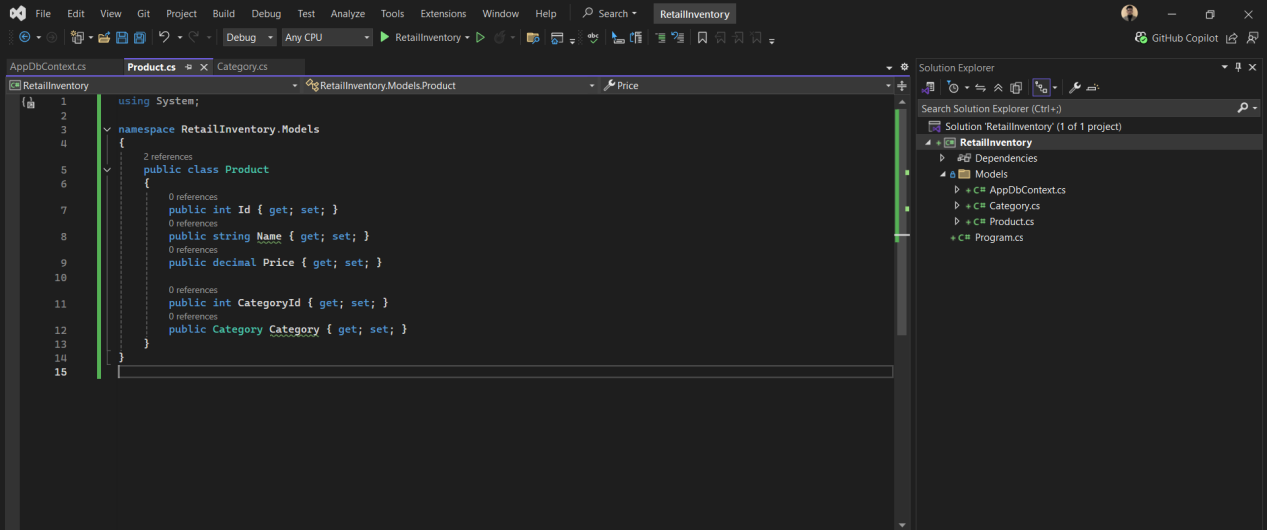 File Edit View Git Project Build Debug Test Analyze Tools Extensions Window Help Search RetailInventory
Debug Any CPU RetailInventory abc GitHub Copilot
AppDbContext.cs Product.cs Category.cs
RetailInventory RetailInventory.Models.Product Price
1 using System;
2
3 namespace RetailInventory.Models
4 {
2 references
5 public class Product
6 {
0 references
7 public int Id { get; set; }
0 references
8 public string Name { get; set; }
0 references
9 public decimal Price { get; set; }
10
0 references
11 public int CategoryId { get; set; }
0 references
12 public Category Category { get; set; }
13 }
14 }
15
Solution Explorer
Search Solution Explorer (Ctrl+;)
Solution 'RetailInventory' (1 of 1 project)
C# RetailInventory
Dependencies
Models
C# AppDbContext.cs
C# Category.cs
C# Product.cs
C# Program.cs